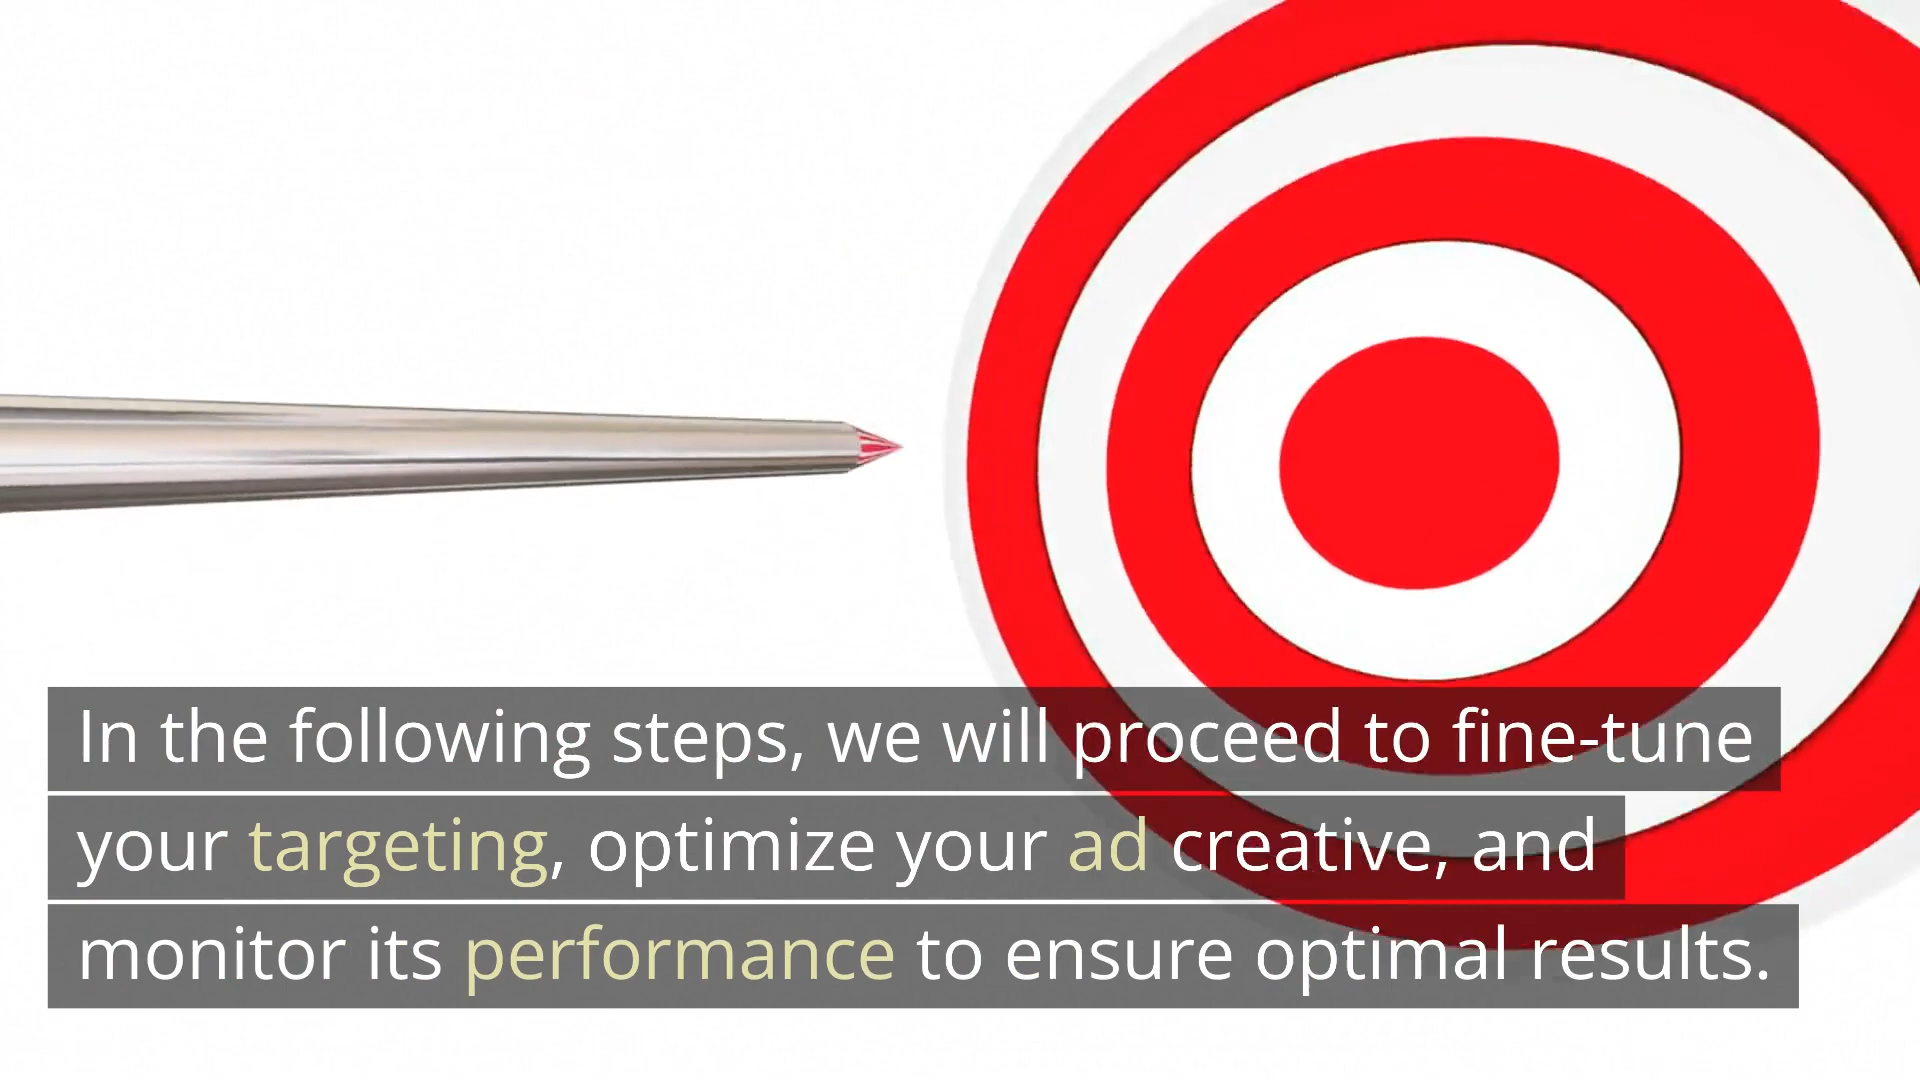 In the following steps, we will proceed to fine-tune
your targeting, optimize your ad creative, and
monitor its performance to ensure optimal results.